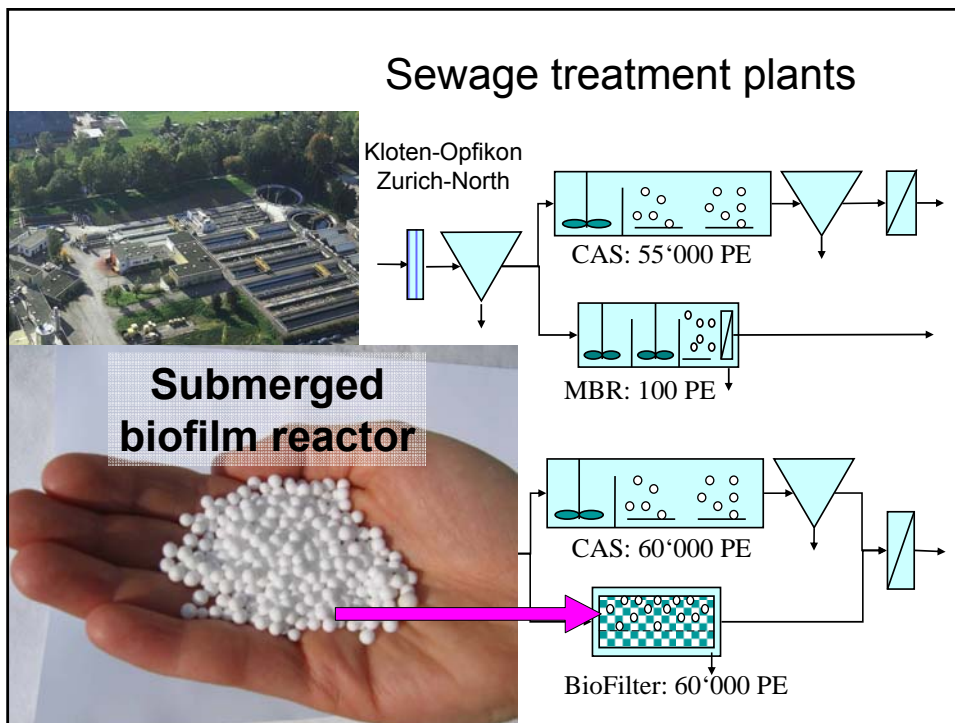 Sewage treatment plants
Kloten-Opfikon
Zurich-North
CAS: 55‘000 PE
MBR: 100 PE
Submerged
biofilm reactor
CAS: 60‘000 PE
BioFilter: 60‘000 PE